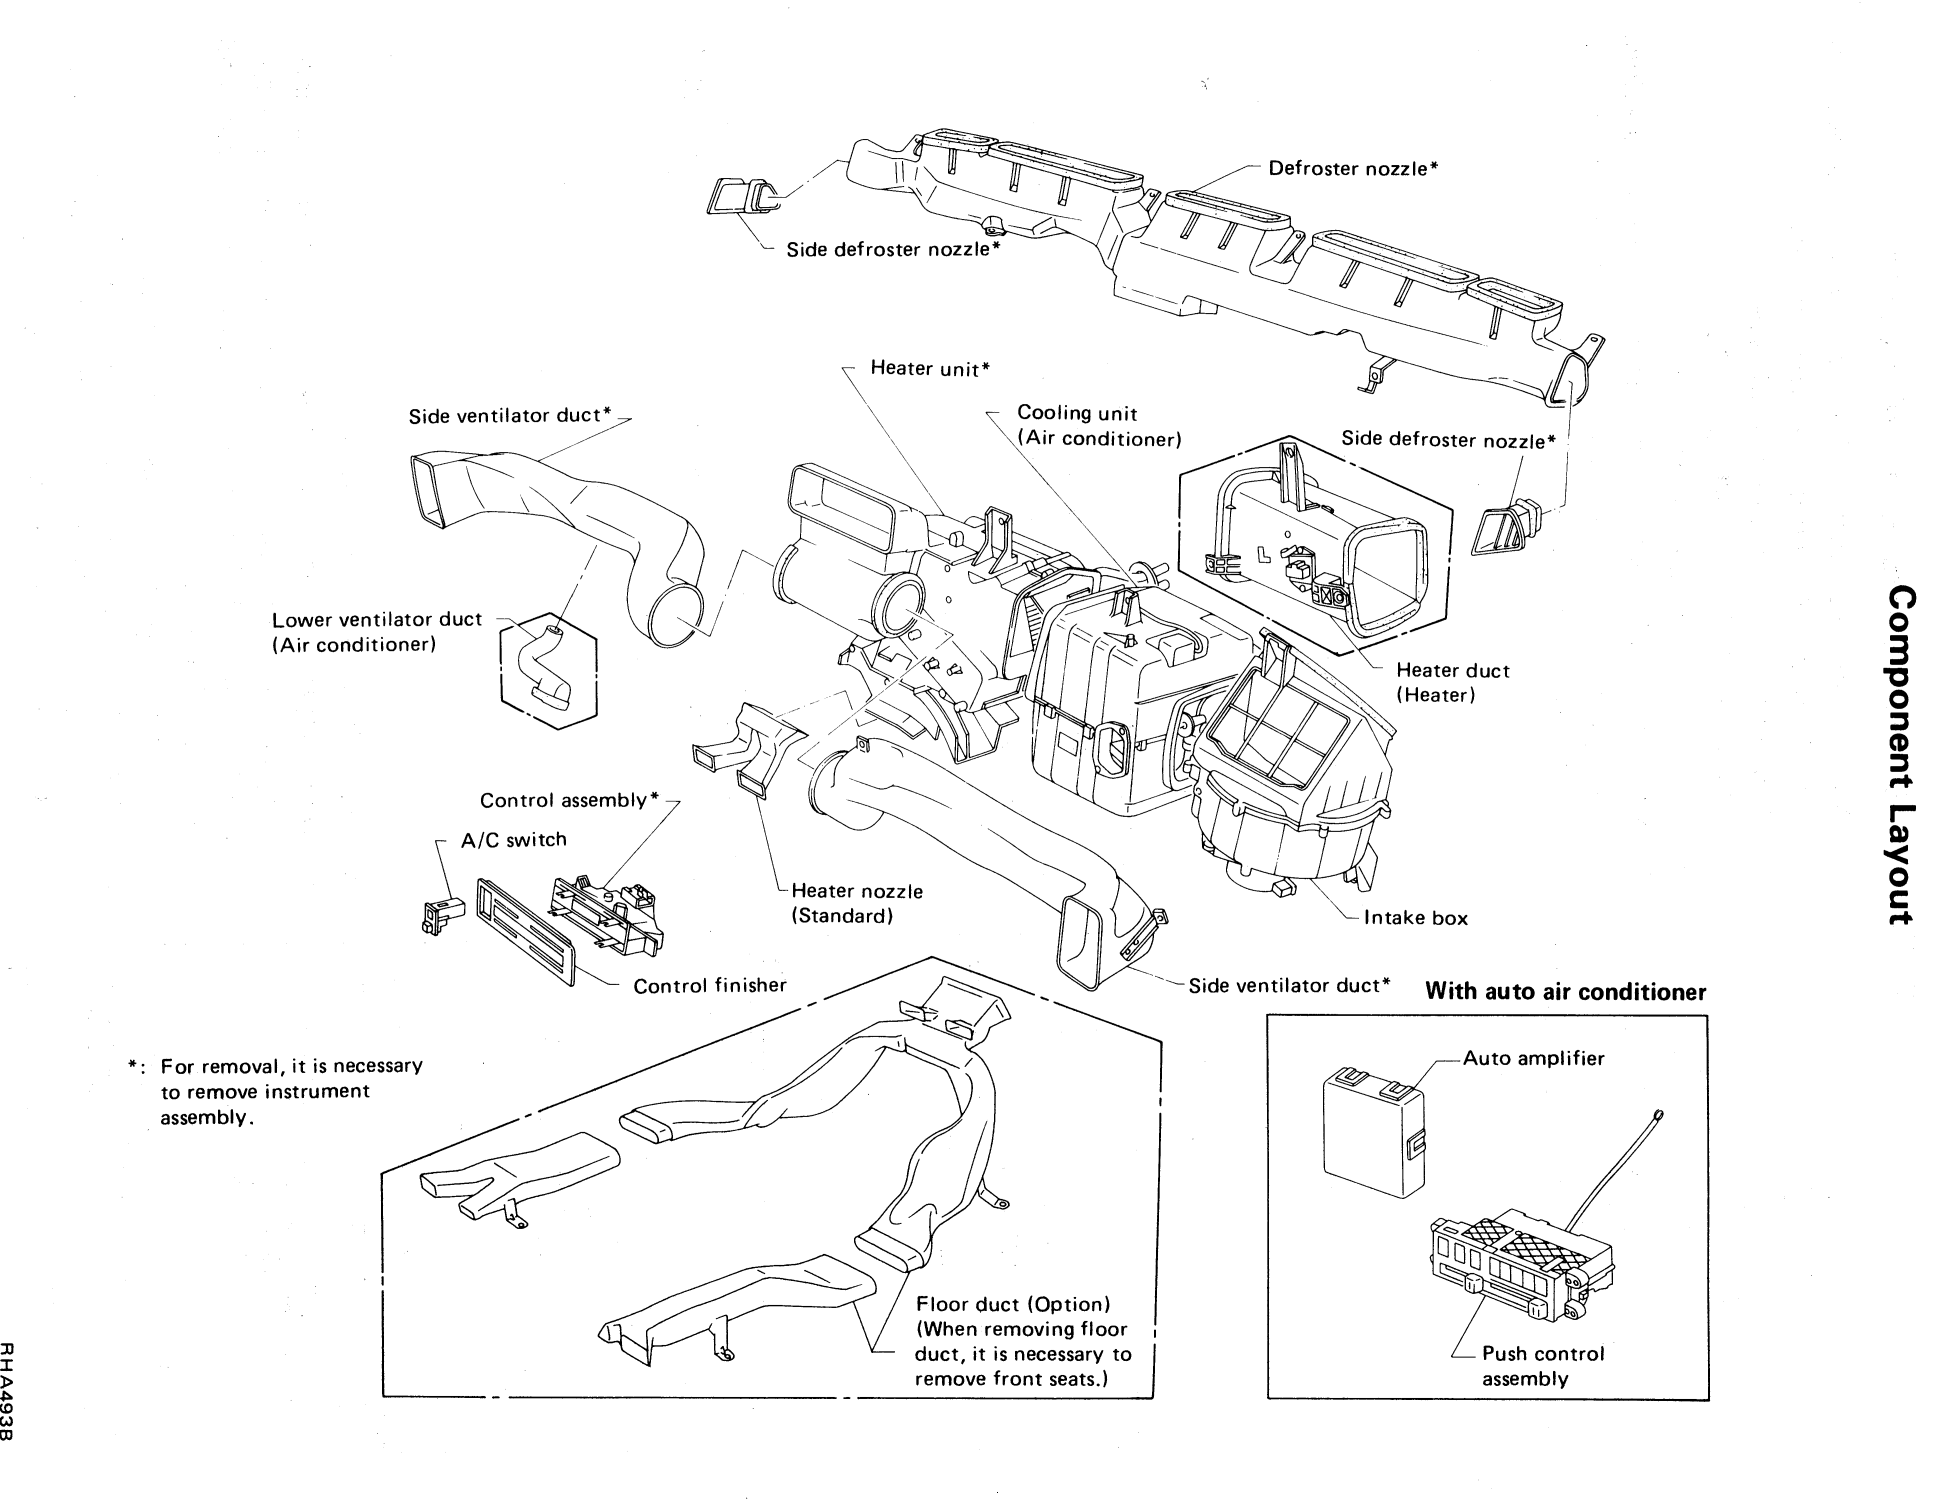 Component Layout
Defroster nozzle*
Side defroster nozzle*
Heater unit*
Side ventilator duct*
Cooling unit
(Air conditioner)
Side defroster nozzle*
Lower ventilator duct
(Air conditioner)
L
Heater duct
(Heater)
Control assembly*
A/C switch
Heater nozzle
(Standard)
Intake box
Control finisher
Side ventilator duct*
With auto air conditioner
*: For removal, it is necessary
to remove instrument
assembly.
Auto amplifier
Floor duct (Option)
(When removing floor
duct, it is necessary to
remove front seats.)
Push control
assembly
RHA493B